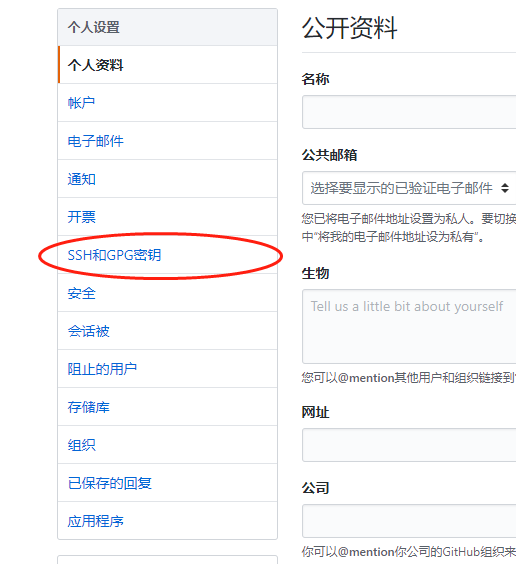 个人设置
个人资料
帐户
电子邮件
通知
开票
SSH和GPG密钥
安全
会话被
阻止的用户
存储库
组织
已保存的回复
应用程序
公开资料
名称
公共邮箱
选择要显示的已验证电子邮件
您已将电子邮件地址设置为私人。要切换
中“将我的电子邮件地址设为私有”。
生物
Tell us a little bit about yourself
您可以@mention其他用户和组织链接到
网址
公司
你可以@mention你公司的GitHub组织来